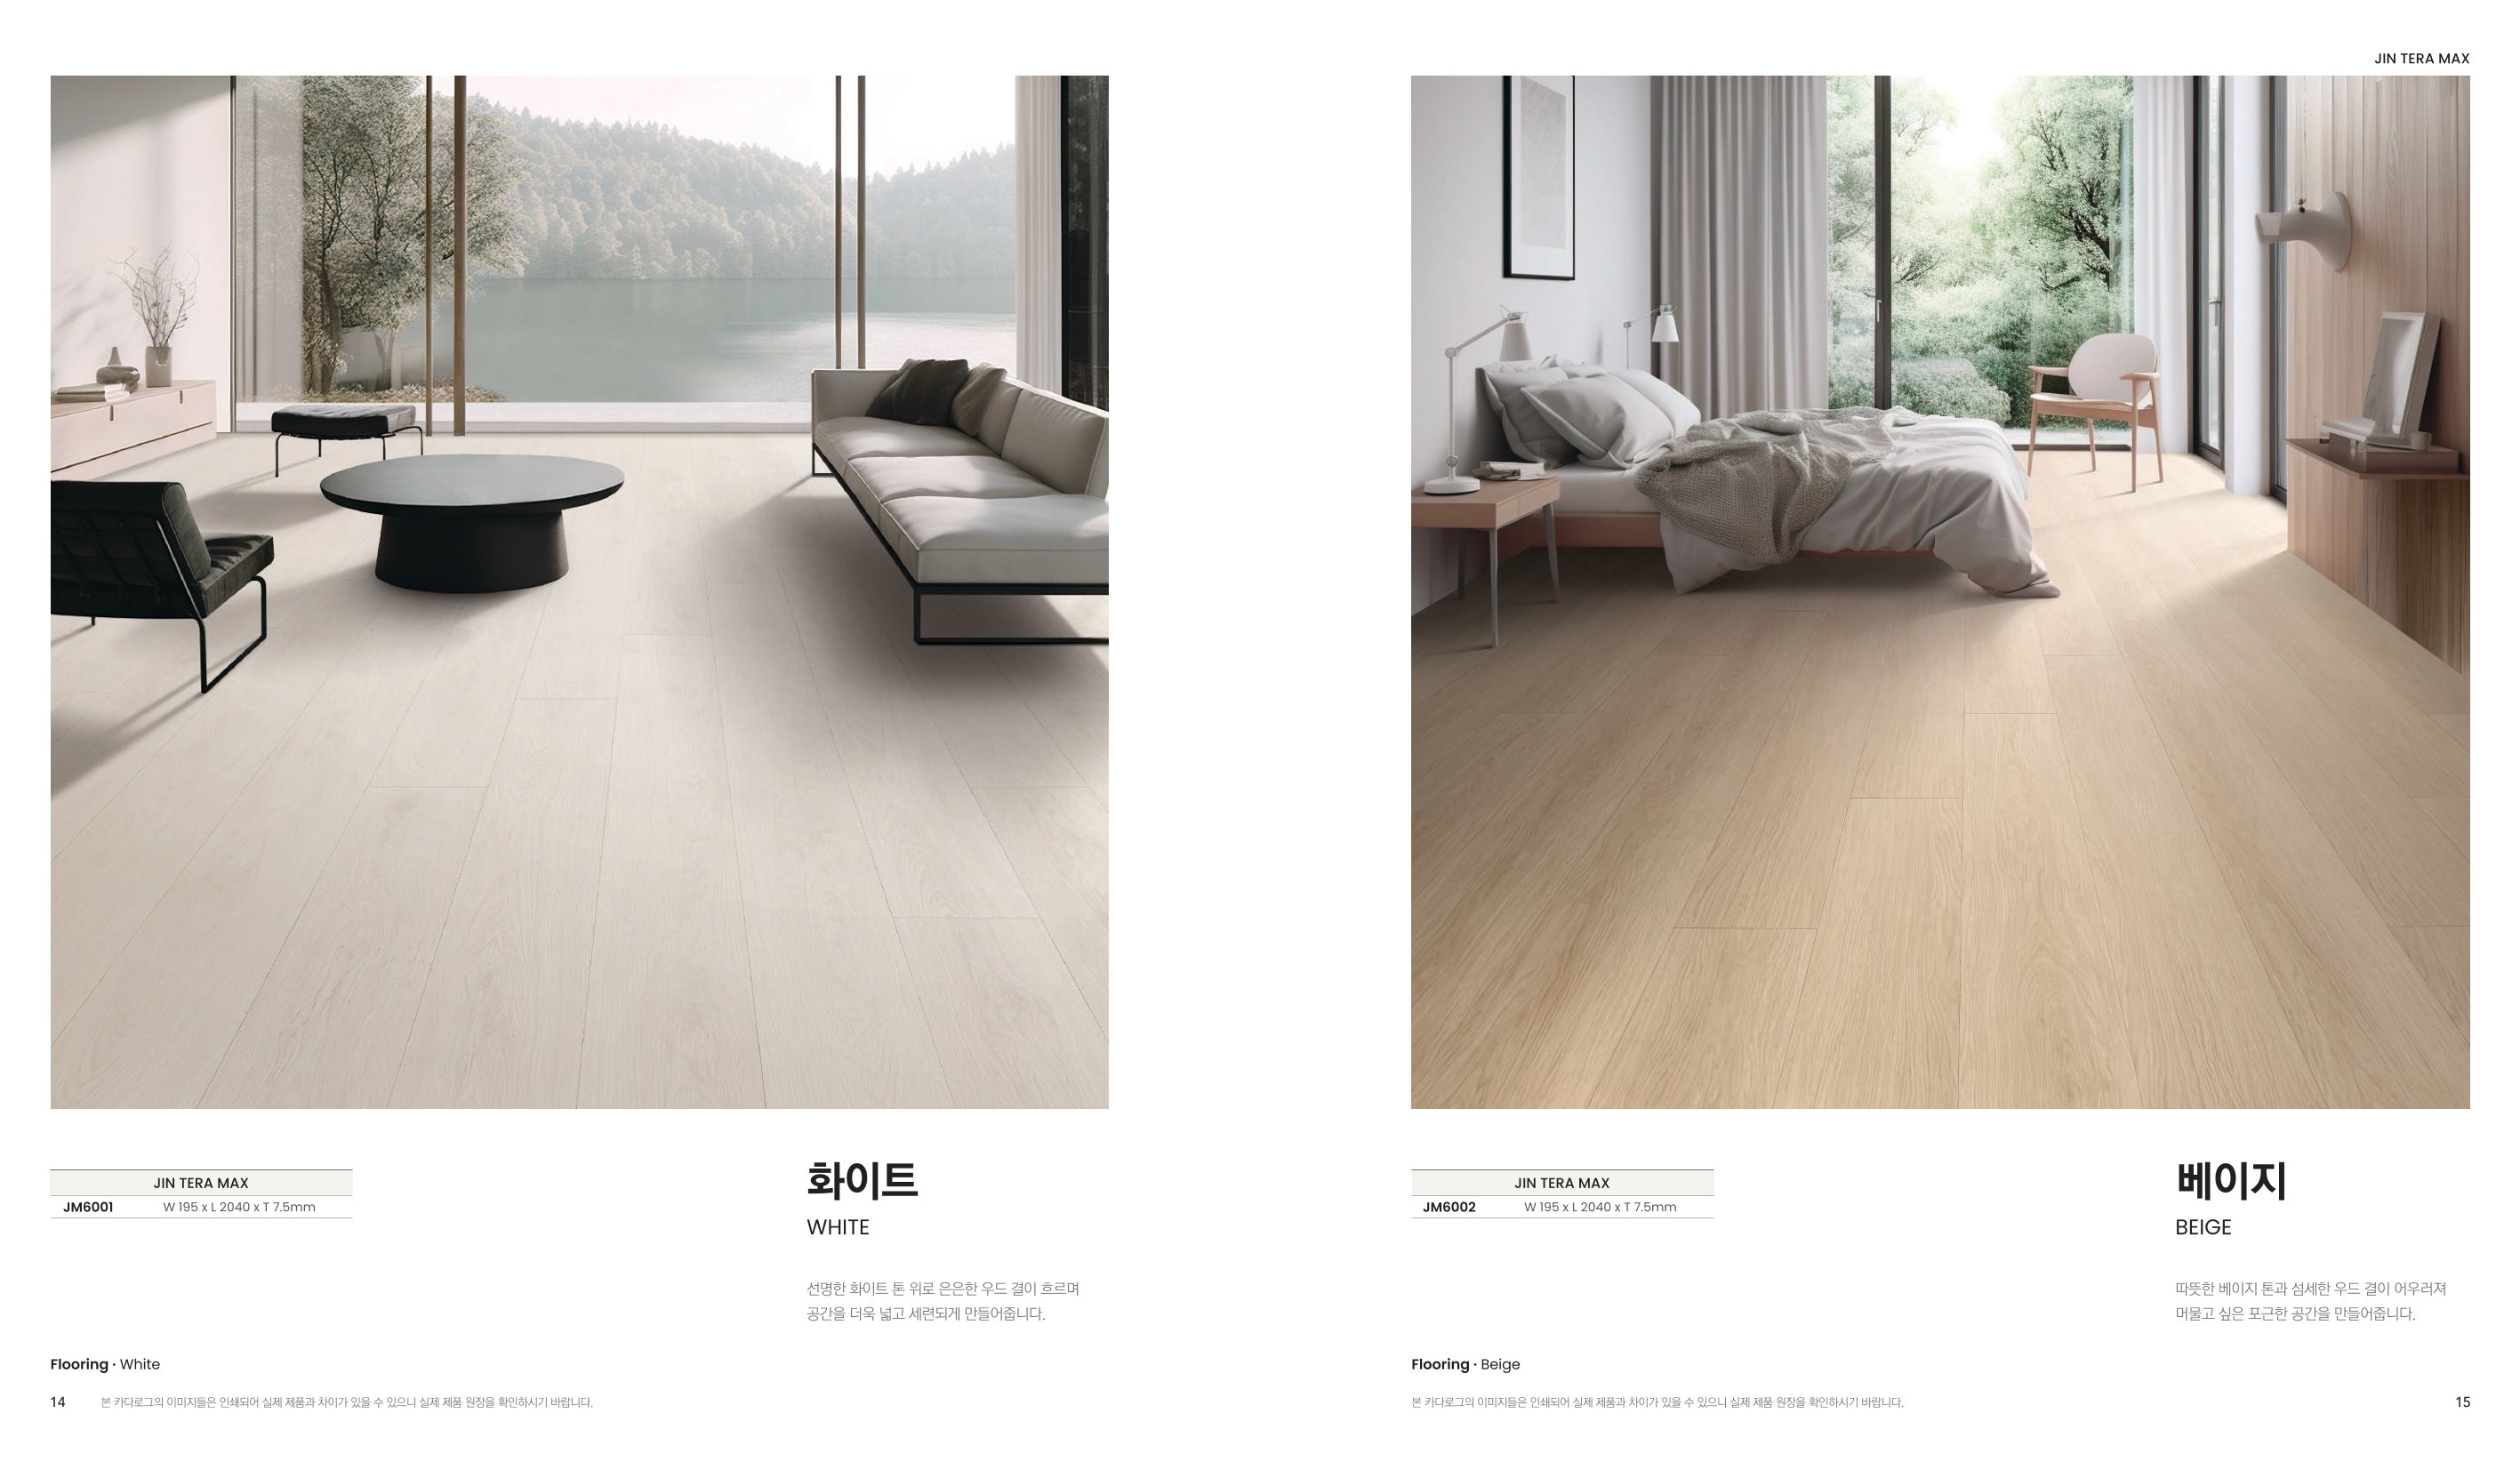 JIN TERA MAX
JIN TERA MAX
JM6001 W 195 x L 2040 x T 7.5mm
화이트
WHITE
선명한 화이트 톤 위로 은은한 우드 결이 흐르며
공간을 더욱 넓고 세련되게 만들어줍니다.
Flooring · White
14 본 카다로그의 이미지들은 인쇄되어 실제 제품과 차이가 있을 수 있으니 실제 제품 원장을 확인하시기 바랍니다.
JIN TERA MAX
JM6002 W 195 x L 2040 x T 7.5mm
베이지
BEIGE
따뜻한 베이지 톤과 섬세한 우드 결이 어우러져
머물고 싶은 포근한 공간을 만들어줍니다.
Flooring · Beige
본 카다로그의 이미지들은 인쇄되어 실제 제품과 차이가 있을 수 있으니 실제 제품 원장을 확인하시기 바랍니다. 15